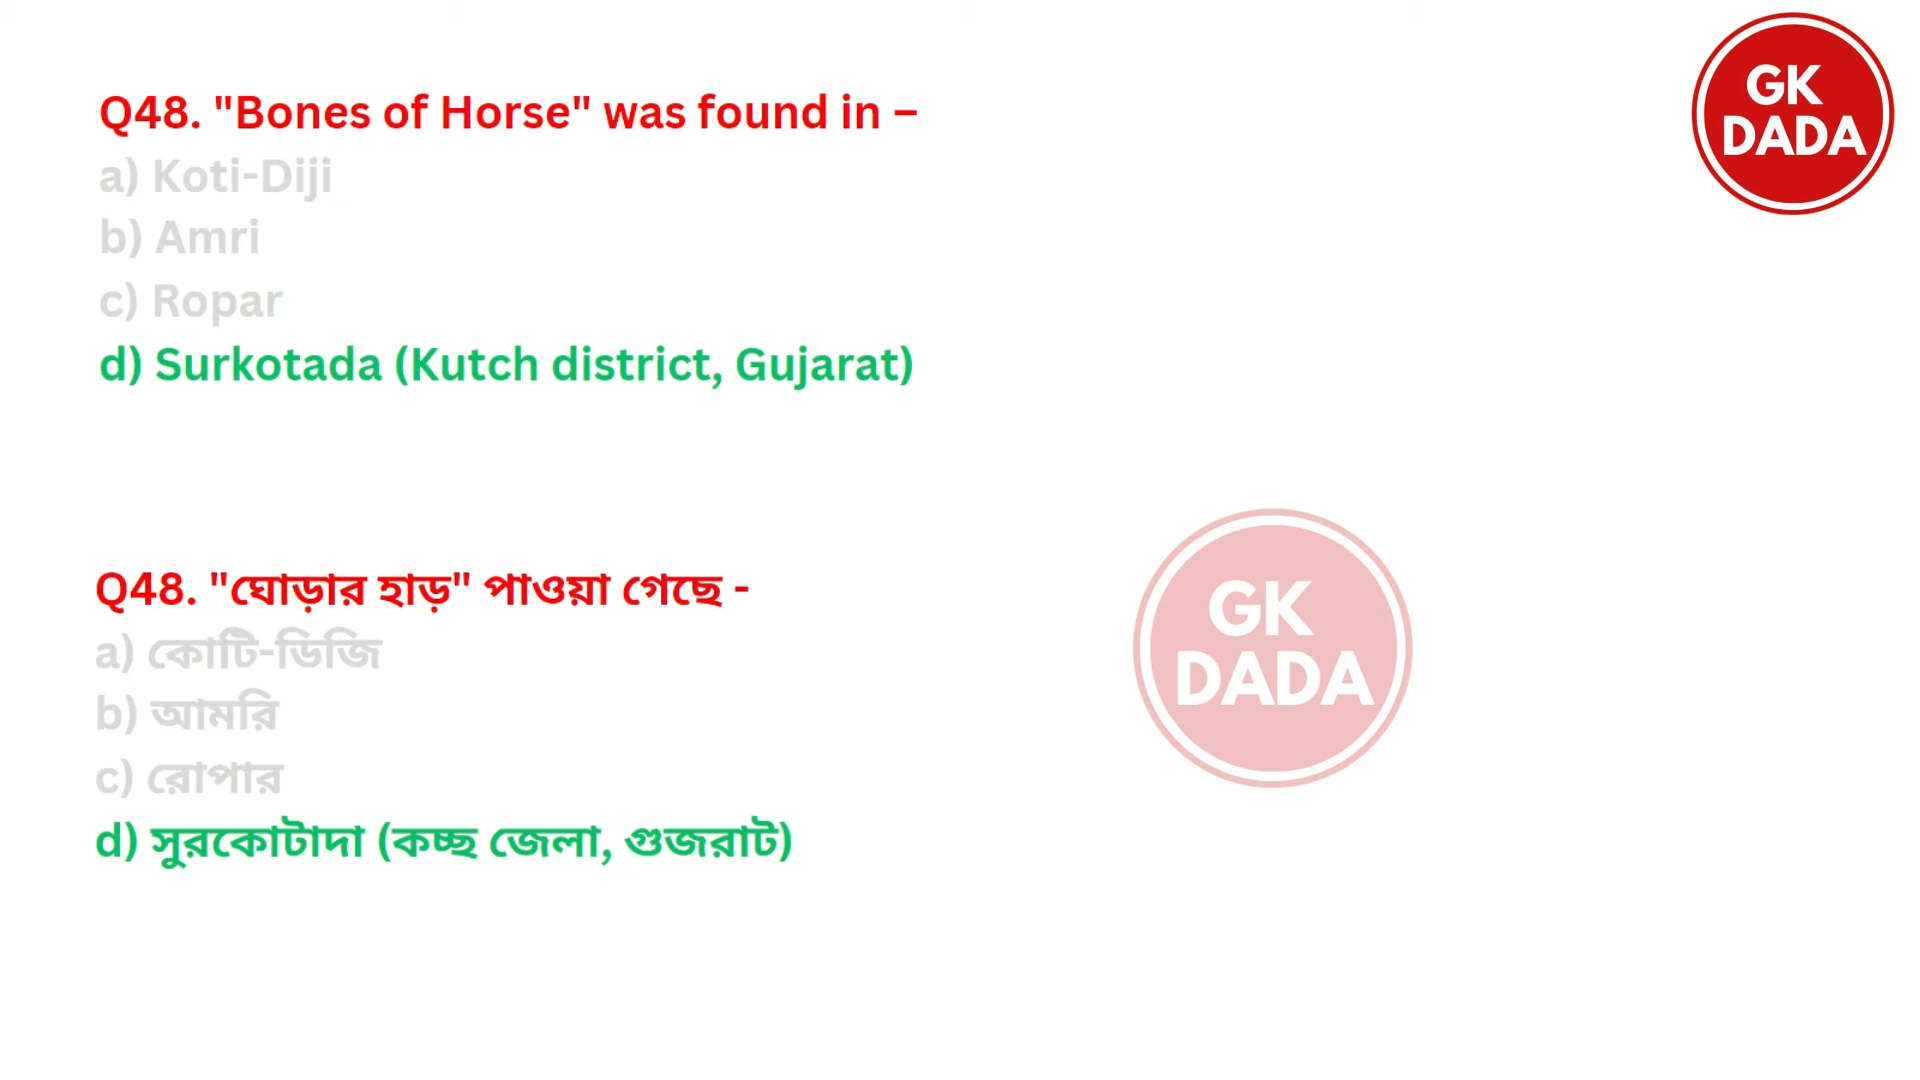 GK
DADA
Q48. "Bones of Horse" was found in –
a) Koti-Diji
b) Amri
c) Ropar
d) Surkotada (Kutch district, Gujarat)
Q48. "ঘোড়ার হাড়" পাওয়া গেছে -
a) কোটি-ডিজি
b) আমরি
c) রোপার
d) সুরকোটাদা (কচ্ছ জেলা, গুজরাট)
GK
DADA